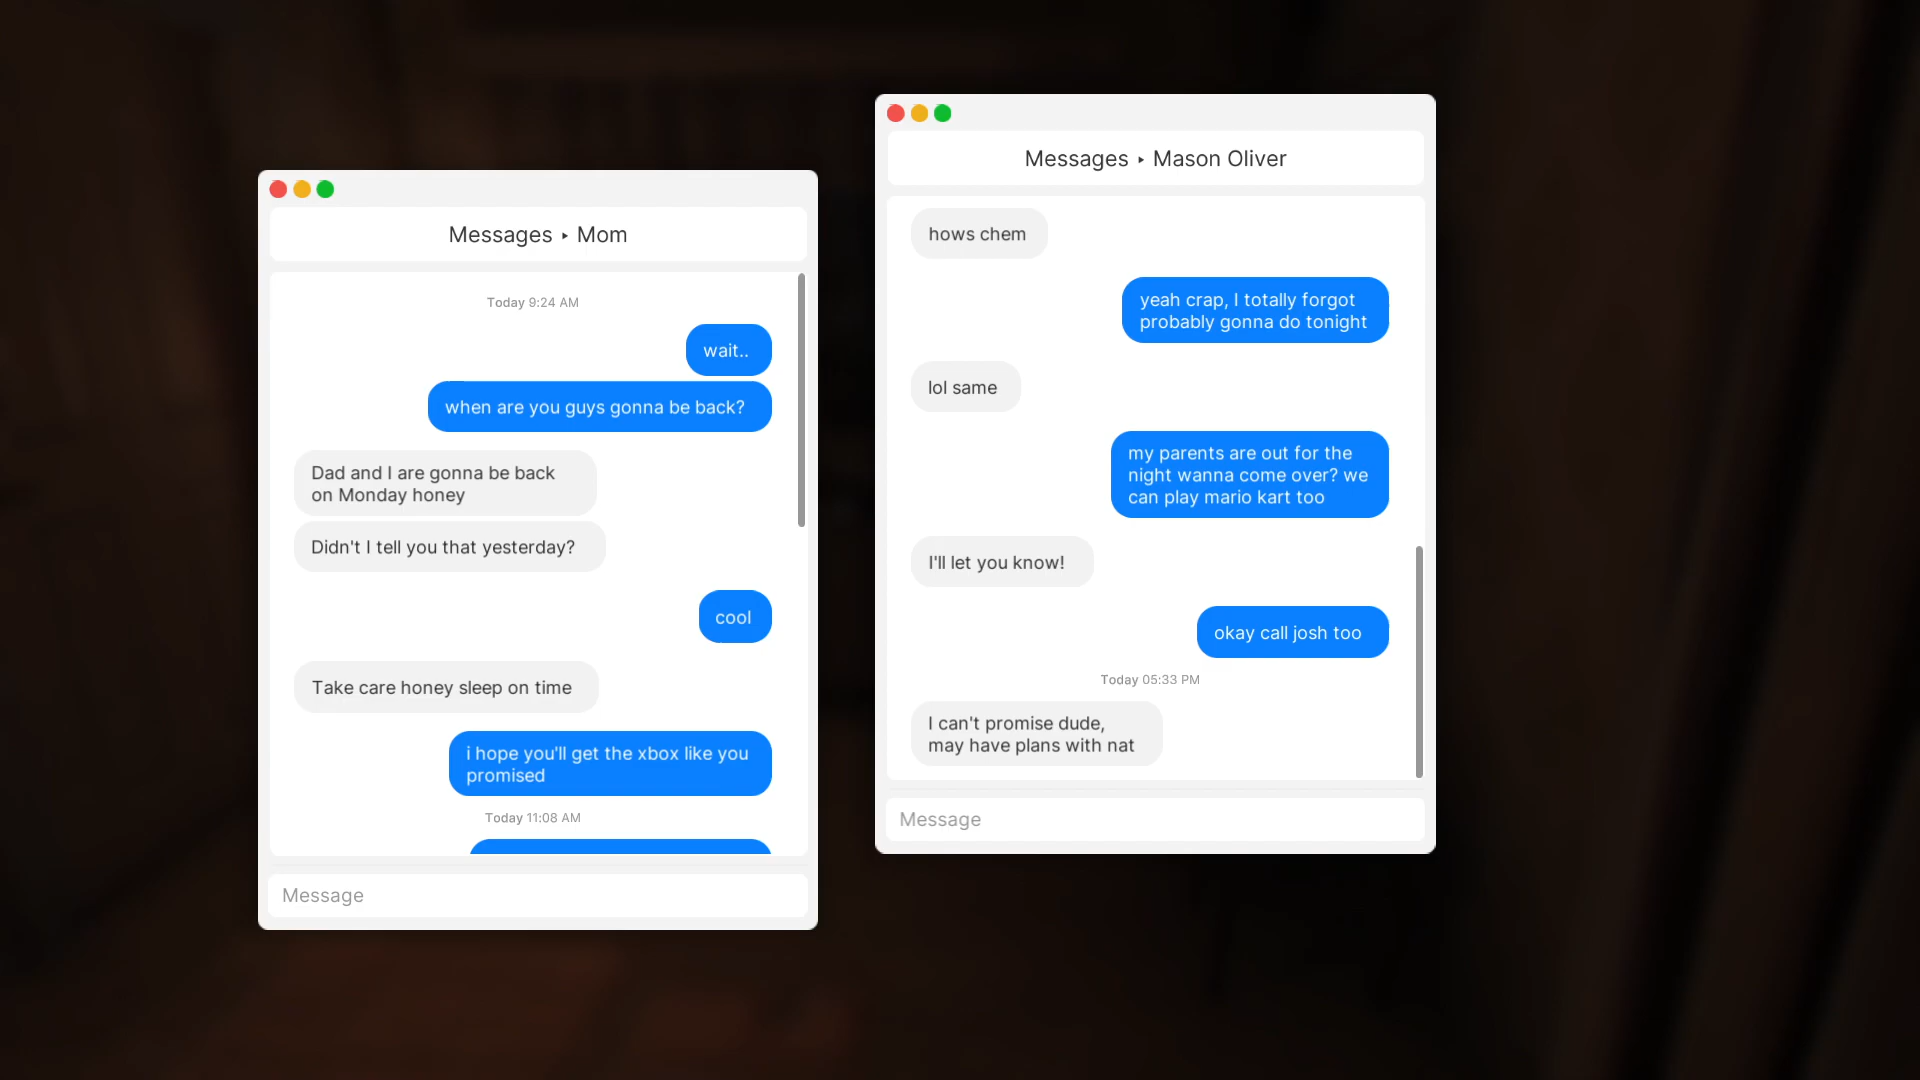 Messages ‣ Mom
Today 9:24 AM
wait..
when are you guys gonna be back?
Dad and I are gonna be back
on Monday honey
Didn't I tell you that yesterday?
cool
Take care honey sleep on time
i hope you'll get the xbox like you
promised
Today 11:08 AM
Message
Messages ‣ Mason Oliver
hows chem
yeah crap, I totally forgot
probably gonna do tonight
lol same
my parents are out for the
night wanna come over? we
can play mario kart too
I'll let you know!
okay call josh too
Today 05:33 PM
I can't promise dude,
may have plans with nat
Message